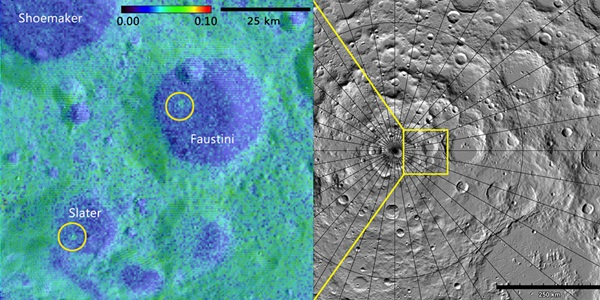 Shoemaker
0.00
0:10
25 km
Faustini
Slater
250 km